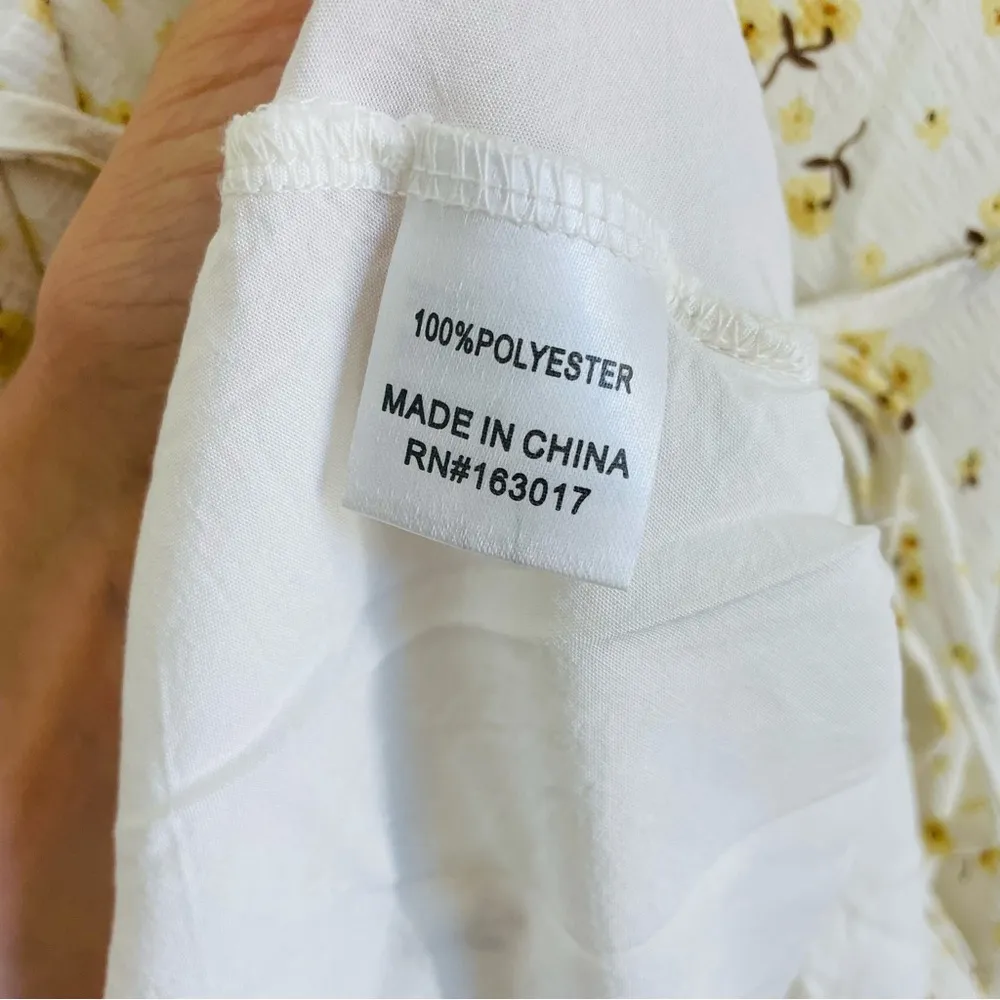 100%POLYESTER
MADE IN CHINA
RN#163017